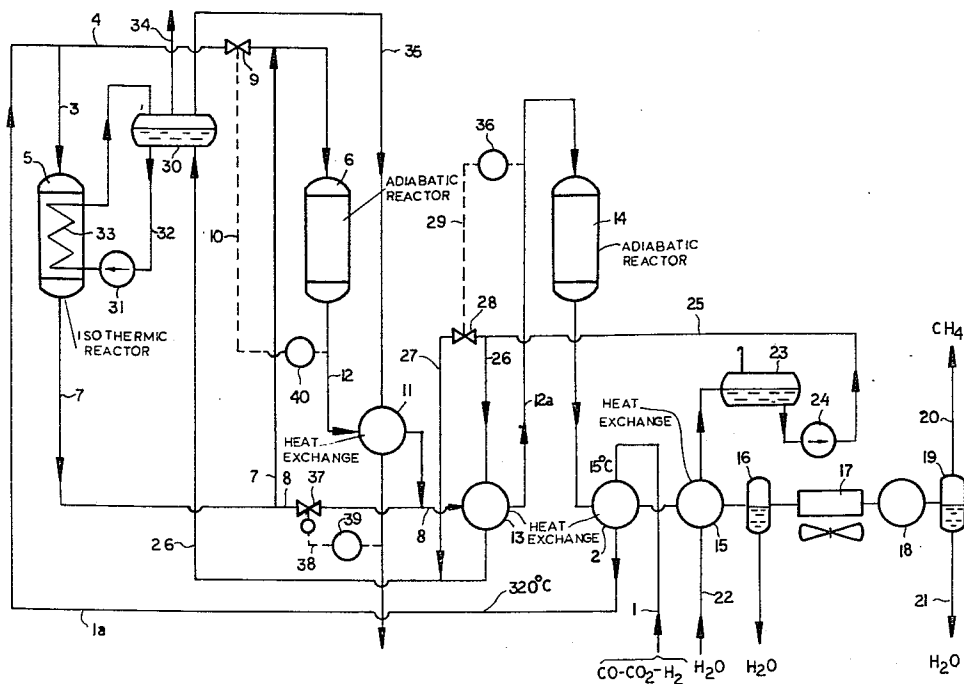 4
34
9
35
3
5
30
6
ADIABATIC
REACTOR
36
14
ADIABATIC
REACTOR
33
32
10
29
31
ISOTHERMIC
REACTOR
28
25
CH4
27
26
40
12
12a
23
24
20
7
11
HEAT
EXCHANGE
HEAT
EXCHANGE
15°C
16
17
19
7
8
37
8
13
HEAT
EXCHANGE
2
15
18
26
38
39
320°C
1a
1
22
21
CO-CO2-H2
H2O
H2O
H2O